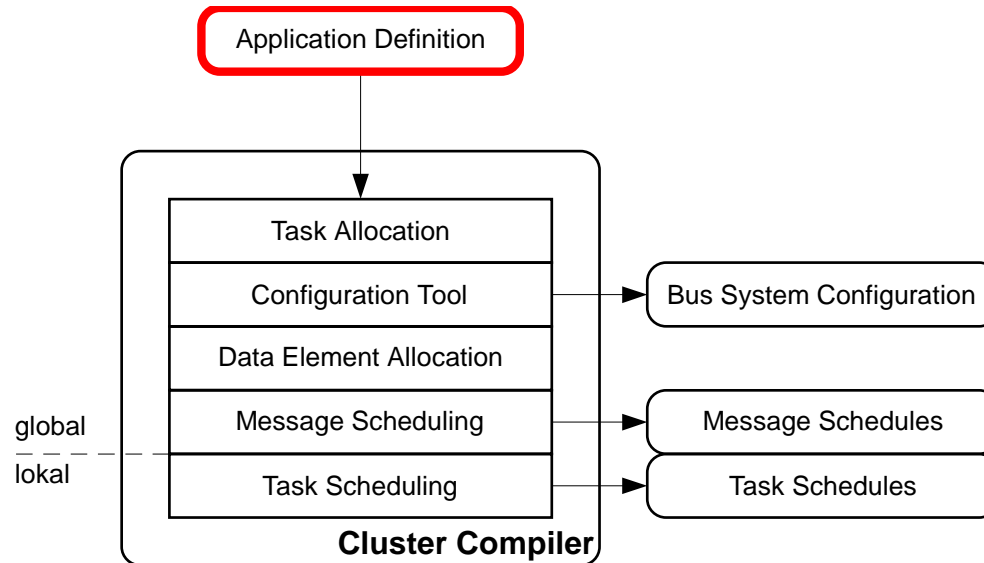 Application Definition
Task Allocation
Configuration Tool
Bus System Configuration
Data Element Allocation
global
Message Scheduling
Message Schedules
lokal
Task Scheduling
Task Schedules
Cluster Compiler